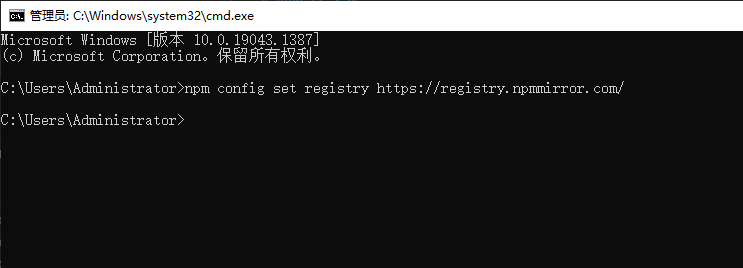 管理员: C:\Windows\system32\cmd.exe
Microsoft Windows [版本 10.0.19043.1387]
(c) Microsoft Corporation。保留所有权利。
C:\Users\Administrator>npm config set registry https://registry.npmmirror.com/
C:\Users\Administrator>